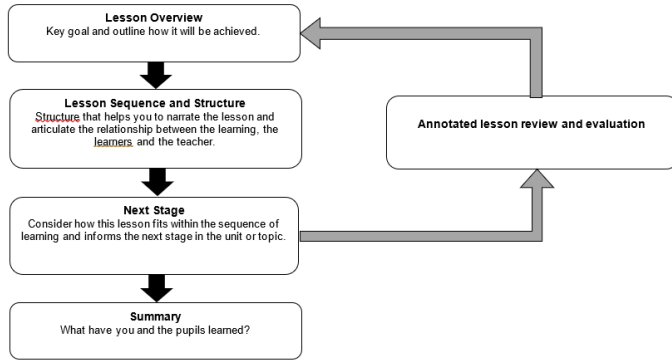 Lesson Overview
Key goal and outline how it will be achieved.
Lesson Sequence and Structure
Structure that helps you to narrate the lesson and
articulate the relationship between the learning, the
learners and the teacher.
Annotated lesson review and evaluation
Next Stage
Consider how this lesson fits within the sequence of
learning and informs the next stage in the unit or topic.
Summary
What have you and the pupils learned?